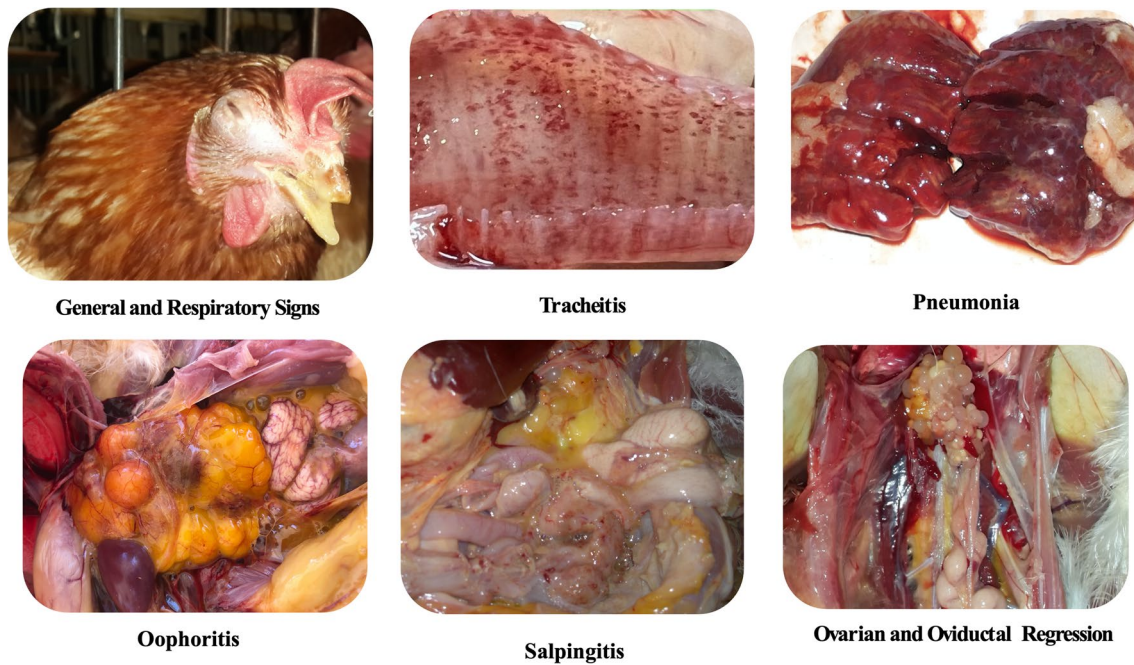 General and Respiratory Signs
Tracheitis
Pneumonia
Oophoritis
Salpingitis
Ovarian and Oviductal Regression